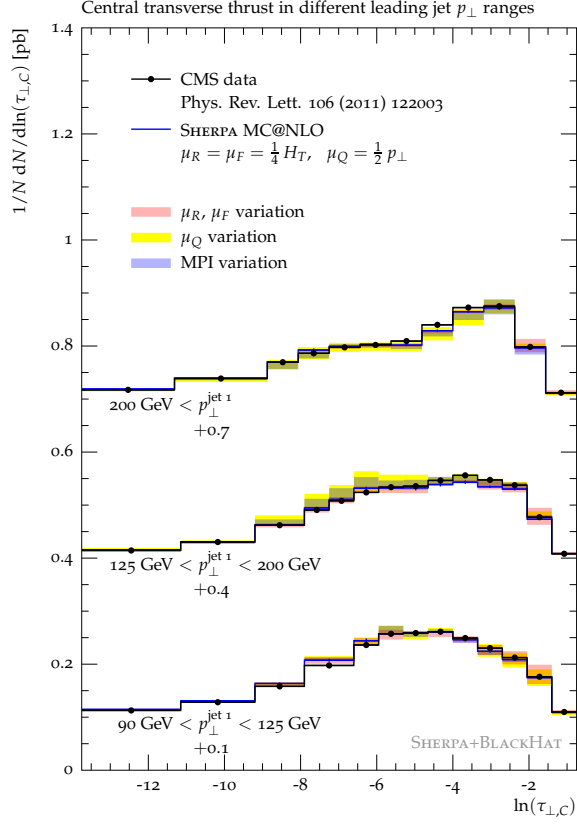 Central transverse thrust in different leading jet p⊥ ranges
1/N dN/dln(τ⊥,C) [pb]
1.4
1.2
1
0.8
0.6
0.4
0.2
0
CMS data
Phys. Rev. Lett. 106 (2011) 122003
SHERPA MC@NLO
μR = μF = 1/4 HT, μQ = 1/2 p⊥
μR, μF variation
μQ variation
MPI variation
200 GeV < p⊥^jet 1
+0.7
125 GeV < p⊥^jet 1 < 200 GeV
+0.4
90 GeV < p⊥^jet 1 < 125 GeV
+0.1
SHERPA+BLACKHAT
-12 -10 -8 -6 -4 -2
ln(τ⊥,C)